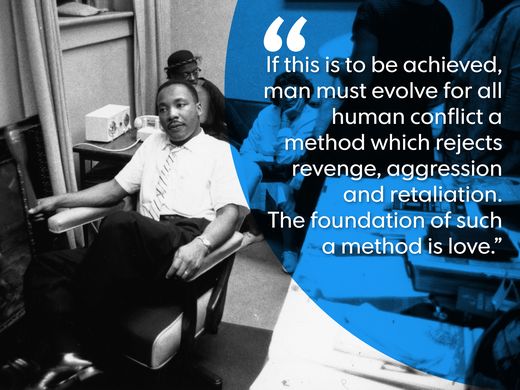 “
If this is to be achieved,
man must evolve for all
human conflict a
method which rejects
revenge, aggression
and retaliation.
The foundation of such
a method is love.”